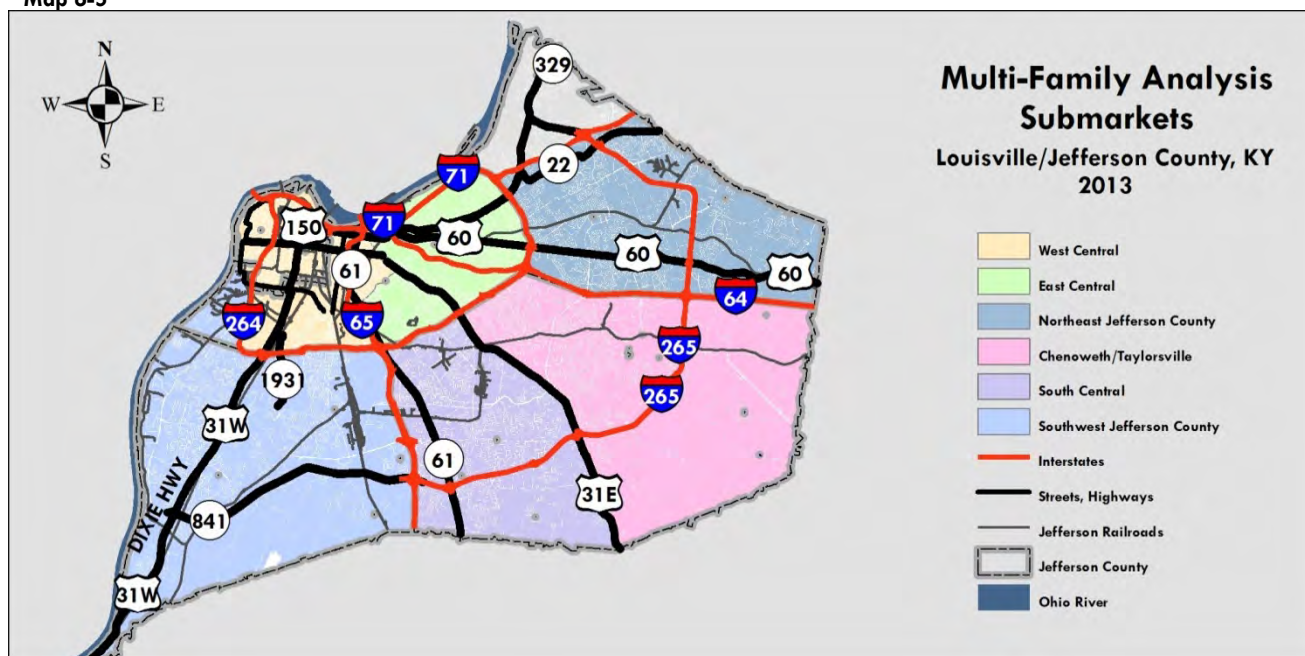 Map 6-5
Multi-Family Analysis
Submarkets
Louisville/Jefferson County, KY
2013
N
W
E
S
329
22
71
71
150
60
60
60
61
64
264
65
265
1931
265
31W
61
31E
DIXIE HWY
841
31W
West Central
East Central
Northeast Jefferson County
Chenoweth/Taylorsville
South Central
Southwest Jefferson County
Interstates
Streets, Highways
Jefferson Railroads
Jefferson County
Ohio River